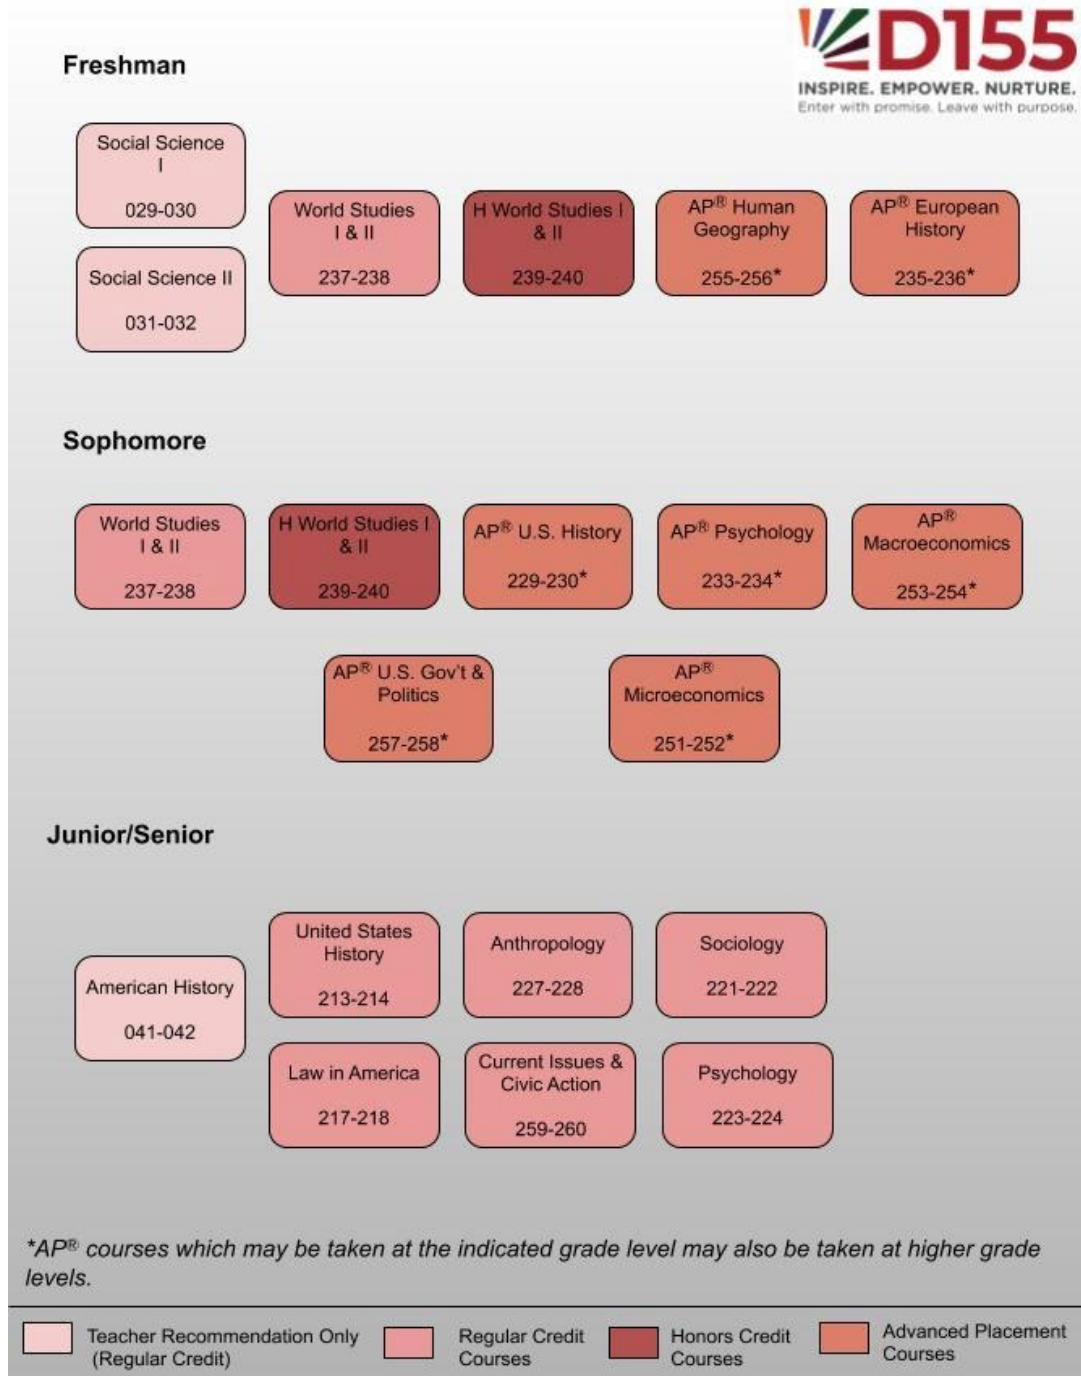 D155
INSPIRE. EMPOWER. NURTURE.
Enter with promise. Leave with purpose.
Freshman
Social Science
I
029-030
Social Science II
031-032
World Studies
I & II
237-238
H World Studies I
& II
239-240
AP® Human
Geography
255-256*
AP® European
History
235-236*
Sophomore
World Studies
I & II
237-238
H World Studies I
& II
239-240
AP® U.S. History
229-230*
AP® Psychology
233-234*
AP®
Macroeconomics
253-254*
AP® U.S. Gov't &
Politics
257-258*
AP®
Microeconomics
251-252*
Junior/Senior
American History
041-042
United States
History
213-214
Anthropology
227-228
Sociology
221-222
Law in America
217-218
Current Issues &
Civic Action
259-260
Psychology
223-224
*AP® courses which may be taken at the indicated grade level may also be taken at higher grade
levels.
Teacher Recommendation Only
(Regular Credit)
Regular Credit
Courses
Honors Credit
Courses
Advanced Placement
Courses